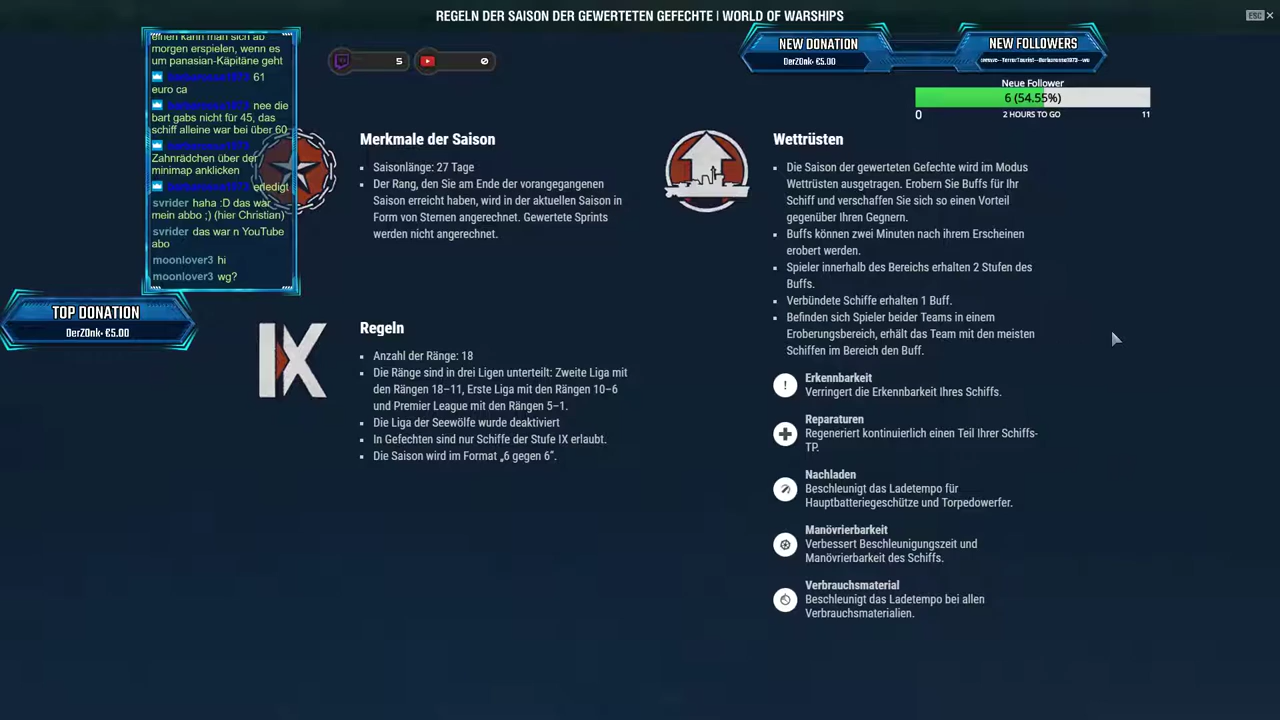 REGELN DER SAISON DER GEWERTETEN GEFECHTE | WORLD OF WARSHIPS
ESC
einen kann man sich ab
morgen erspielen, wenn es
um panasian-Kapitäne geht
61
euro ca
nee die
bart gabs nicht für 45, das
schiff alleine war bei über 60
Zahnrädchen über der
minimap anklicken
erledigt
svrider haha :D das war
mein abbo ;) (hier Christian)
svrider das war n YouTube
abo
moonlover3 hi
moonlover3 wg?
5
0
NEW DONATION
DerZ0nk• €5.00
NEW FOLLOWERS
Neue Follower
6 (54.55%)
0
2 HOURS TO GO
11
TOP DONATION
DerZ0nk• €5.00
Merkmale der Saison
Saisonlänge: 27 Tage
Der Rang, den Sie am Ende der vorangegangenen
Saison erreicht haben, wird in der aktuellen Saison in
Form von Sternen angerechnet. Gewertete Sprints
werden nicht angerechnet.
IX
Regeln
Anzahl der Ränge: 18
Die Ränge sind in drei Ligen unterteilt: Zweite Liga mit
den Rängen 18–11, Erste Liga mit den Rängen 10–6
und Premier League mit den Rängen 5–1.
Die Liga der Seewölfe wurde deaktiviert
In Gefechten sind nur Schiffe der Stufe IX erlaubt.
Die Saison wird im Format „6 gegen 6“.
Wettrüsten
Die Saison der gewerteten Gefechte wird im Modus
Wettrüsten ausgetragen. Erobern Sie Buffs für Ihr
Schiff und verschaffen Sie sich so einen Vorteil
gegenüber Ihren Gegnern.
Buffs können zwei Minuten nach ihrem Erscheinen
erobert werden.
Spieler innerhalb des Bereichs erhalten 2 Stufen des
Buffs.
Verbündete Schiffe erhalten 1 Buff.
Befinden sich Spieler beider Teams in einem
Eroberungsbereich, erhält das Team mit den meisten
Schiffen im Bereich den Buff.
Erkennbarkeit
Verringert die Erkennbarkeit Ihres Schiffs.
Reparaturen
Regeneriert kontinuierlich einen Teil Ihrer Schiffs-
TP.
Nachladen
Beschleunigt das Ladetempo für
Hauptbatteriegeschütze und Torpedowerfer.
Manövrierbarkeit
Verbessert Beschleunigungszeit und
Manövrierbarkeit des Schiffs.
Verbrauchsmaterial
Beschleunigt das Ladetempo bei allen
Verbrauchsmaterialien.